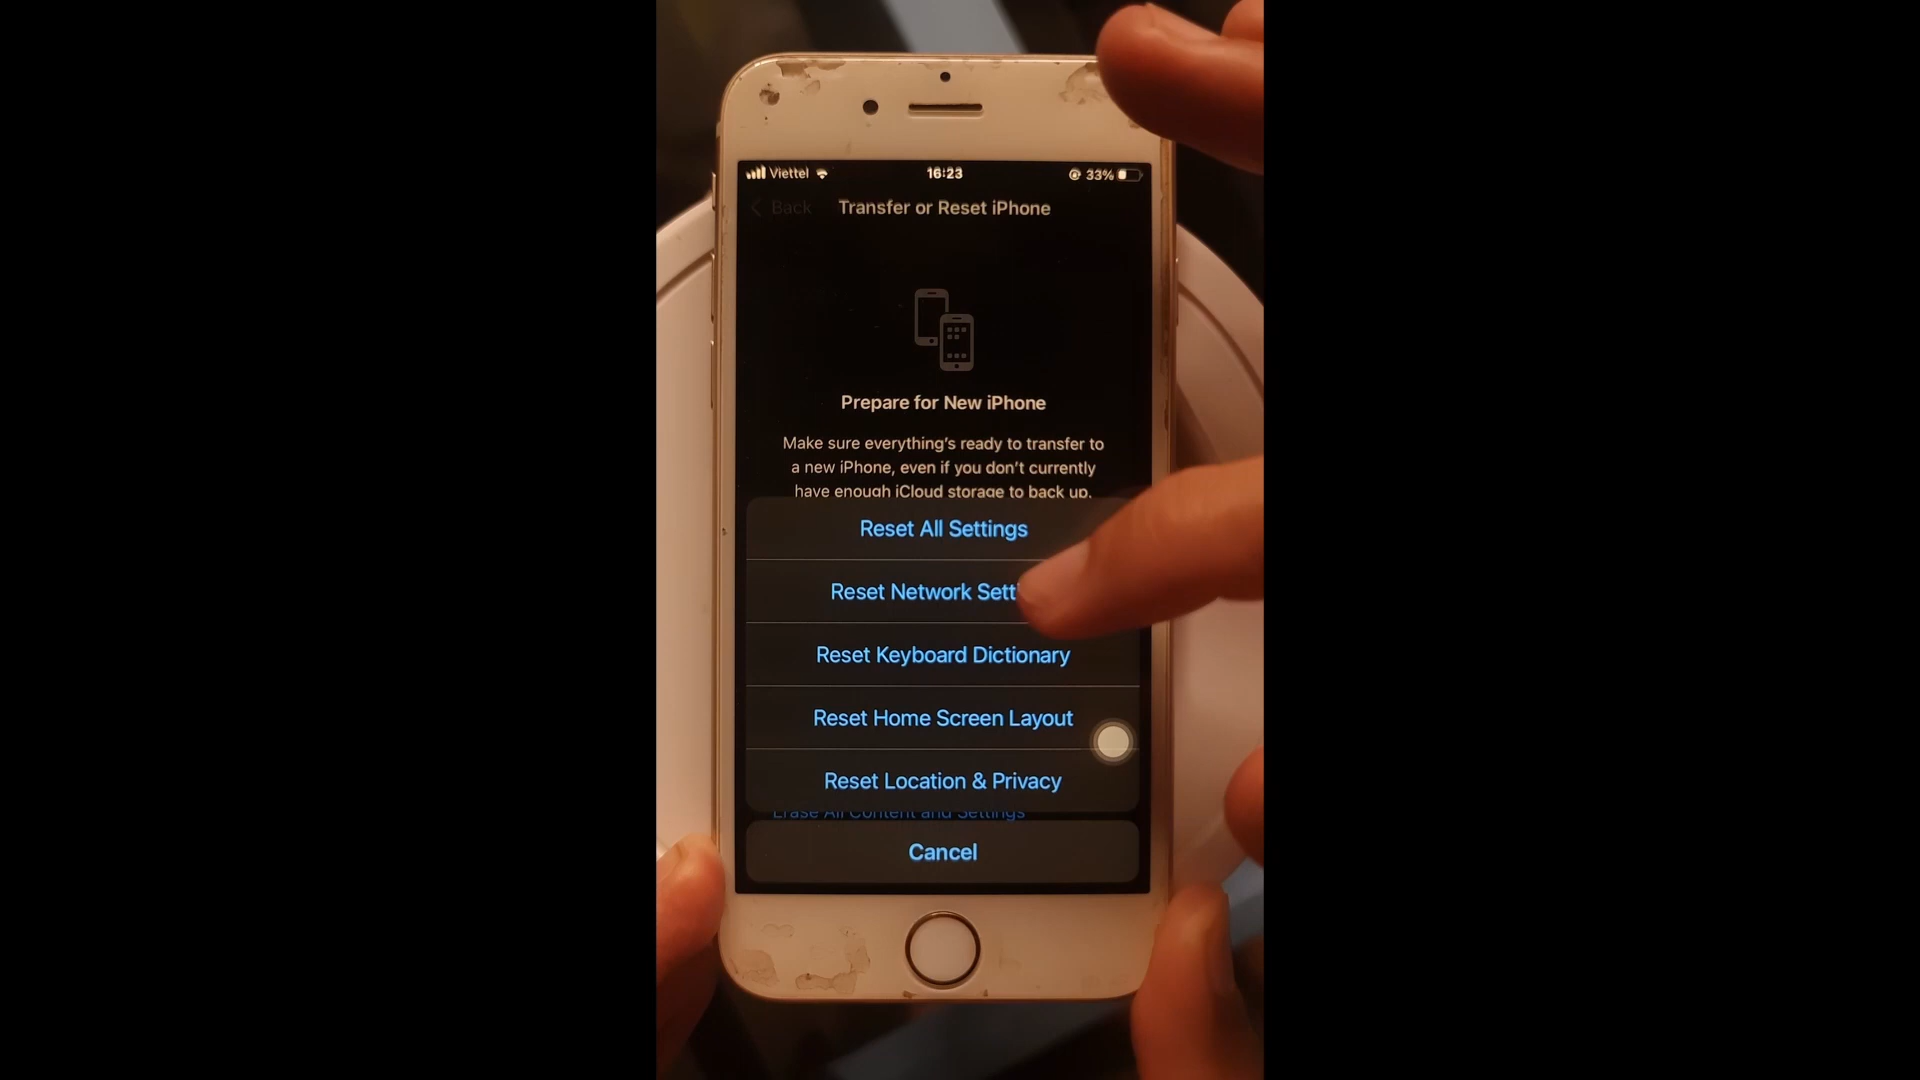 Viettel 16:23 33%
Back Transfer or Reset iPhone
Prepare for New iPhone
Make sure everything's ready to transfer to
a new iPhone, even if you don't currently
have enough iCloud storage to back up.
Reset All Settings
Reset Network Setti
Reset Keyboard Dictionary
Reset Home Screen Layout
Reset Location & Privacy
Erase All Content and Settings
Cancel